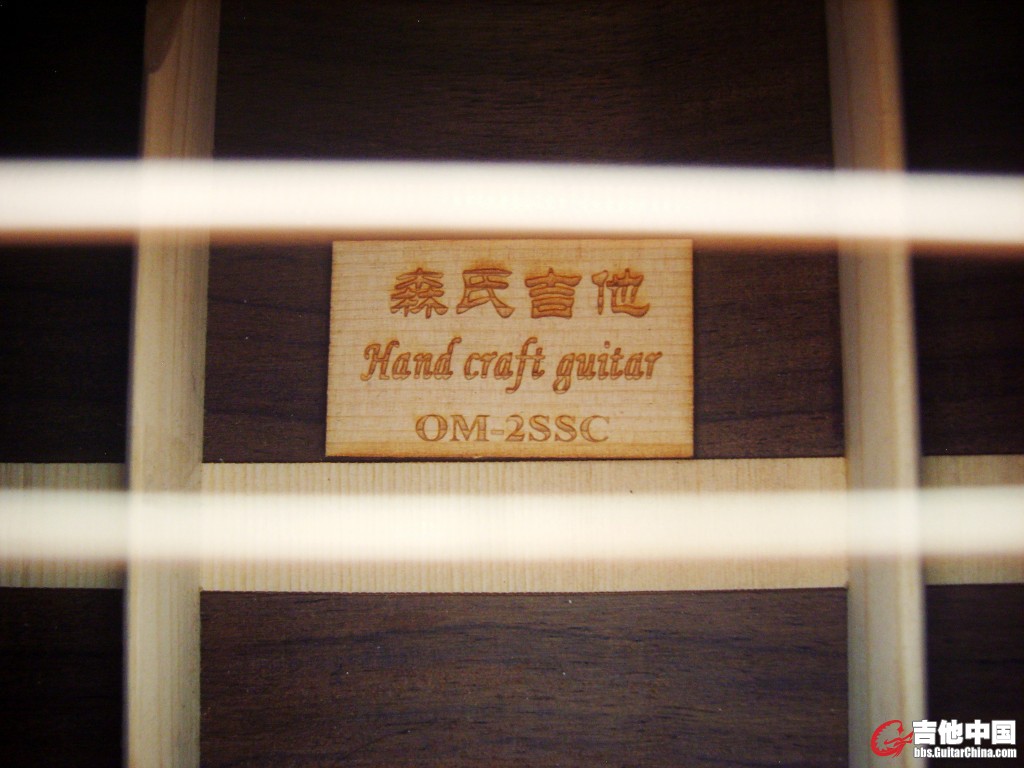 森氏吉他
Hand craft guitar
OM-2SSC
吉他中国
bbs.GuitarChina.com